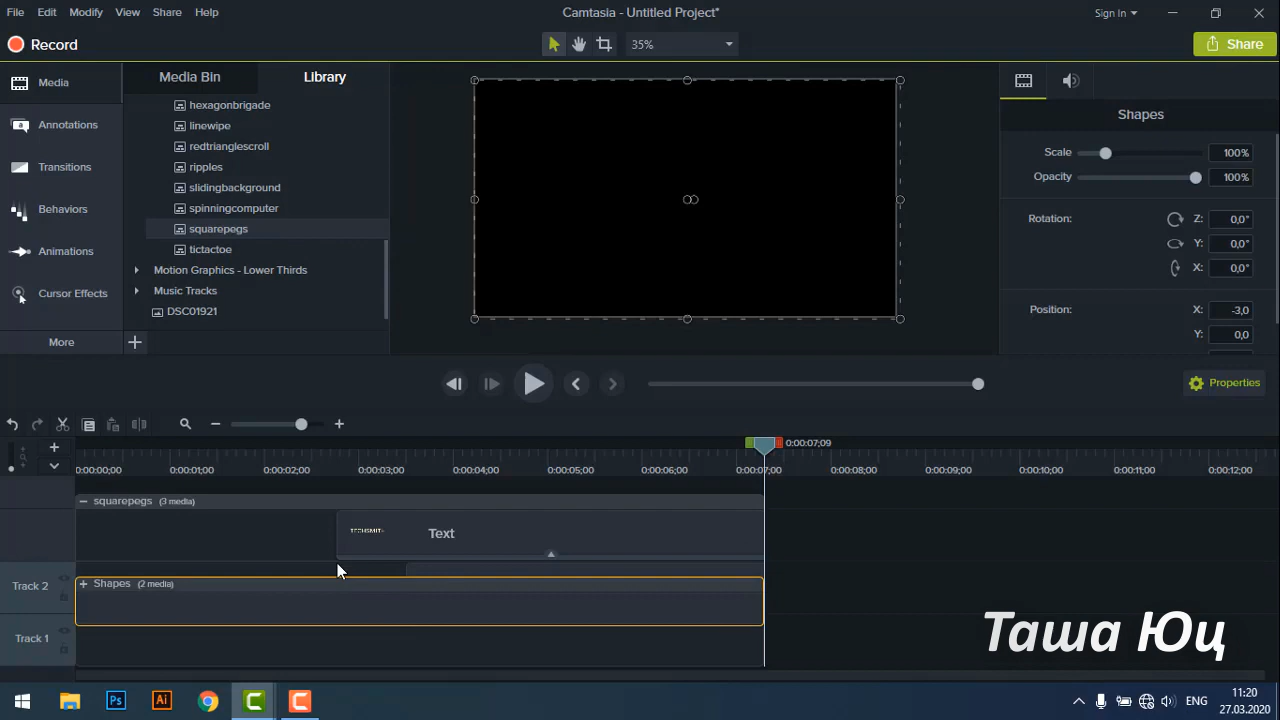 File Edit Modify View Share Help
Camtasia - Untitled Project*
Sign In
Record
35%
Share
Media
Annotations
Transitions
Behaviors
Animations
Cursor Effects
More
Media Bin
Library
hexagonbrigade
linewipe
redtrianglescroll
ripples
slidingbackground
spinningcomputer
squarepegs
tictactoe
Motion Graphics - Lower Thirds
Music Tracks
DSC01921
Shapes
Scale 100%
Opacity 100%
Rotation: Z: 0,0°
Y: 0,0°
X: 0,0°
Position: X: -3,0
Y: 0,0
Properties
0:00:07;09
0:00:00;00 0:00:01;00 0:00:02;00 0:00:03;00 0:00:04;00 0:00:05;00 0:00:06;00 0:00:07;00 0:00:08;00 0:00:09;00 0:00:10;00 0:00:11;00 0:00:12;00
squarepegs (3 media)
TECHSMITH
Text
Track 2
Shapes (2 media)
Track 1
Таша Юц
Ps
Ai
ENG
11:20
27.03.2020